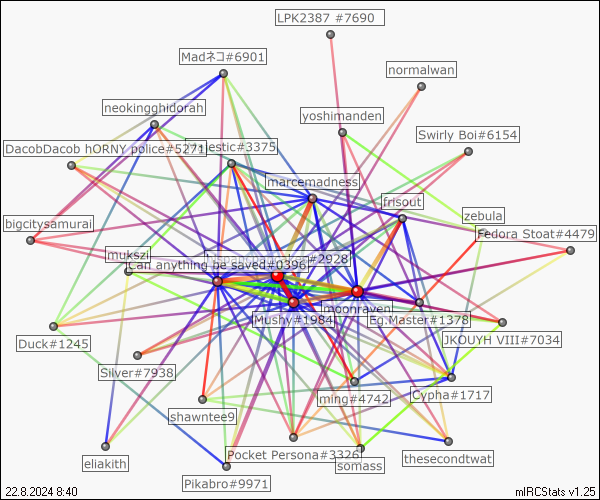 LPK2387 #7690
Madネコ#6901
normalwan
neokingghidorah
yoshimanden
Swirly Boi#6154
DacobDacob hORNY police#5271
jestic#3375
marcemadness
frisout
bigcitysamurai
zebula
Fedora Stoat#4479
mukszi
#2928
Can anything be saved#0396
moonraven
Mushy#1984
Eg.Master#1378
Duck#1245
JKOUYH VIII#7034
Silver#7938
ming#4742
Cypha#1717
shawntee9
Pocket Persona#3326
eliakith
somass
thesecondtwat
Pikabro#9971
22.8.2024 8:40
mIRCStats v1.25